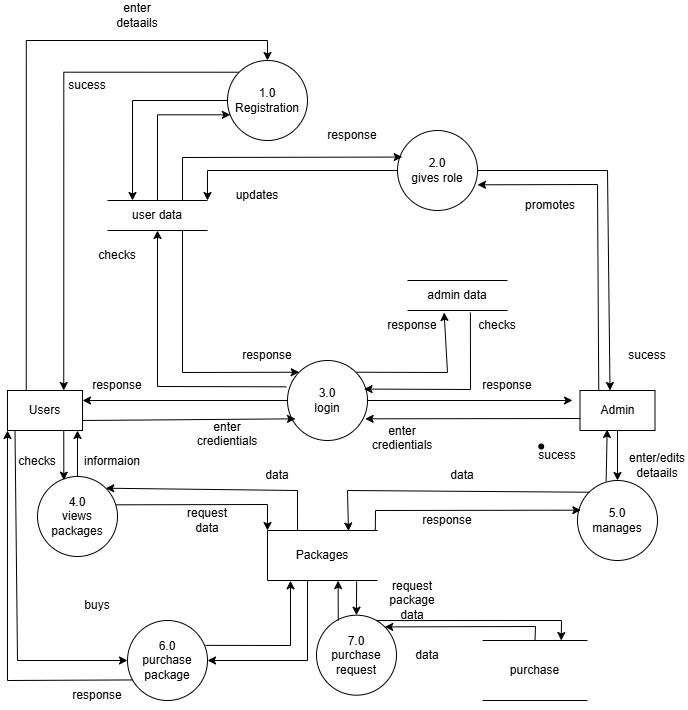 enter
detaails
1.0
Registration
sucess
response
2.0
gives role
updates
user data
promotes
checks
admin data
response
checks
response
sucess
response
3.0
login
response
Users
Admin
enter
credientials
enter
credientials
checks
informaion
data
data
sucess
enter/edits
detaails
4.0
views
packages
request
data
response
5.0
manages
Packages
request
package
data
buys
6.0
purchase
package
7.0
purchase
request
data
purchase
response